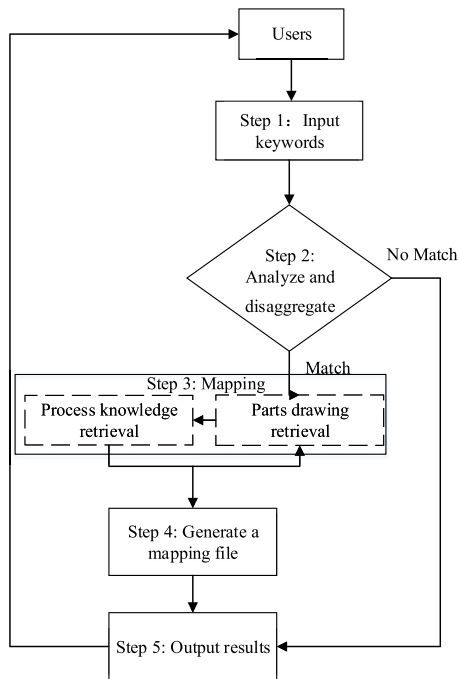 Users
Step 1：Input
keywords
Step 2:
Analyze and
disaggregate
No Match
Match
Step 3: Mapping
Process knowledge
retrieval
Parts drawing
retrieval
Step 4: Generate a
mapping file
Step 5: Output results